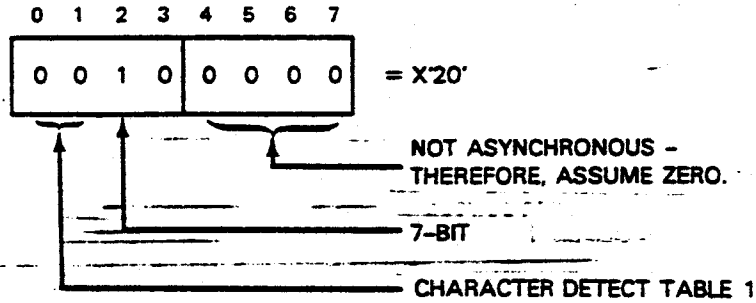 0 1 2 3 4 5 6 7
0 0 1 0 0 0 0 0 = X'20'
NOT ASYNCHRONOUS –
THEREFORE, ASSUME ZERO.
7-BIT
CHARACTER DETECT TABLE 1